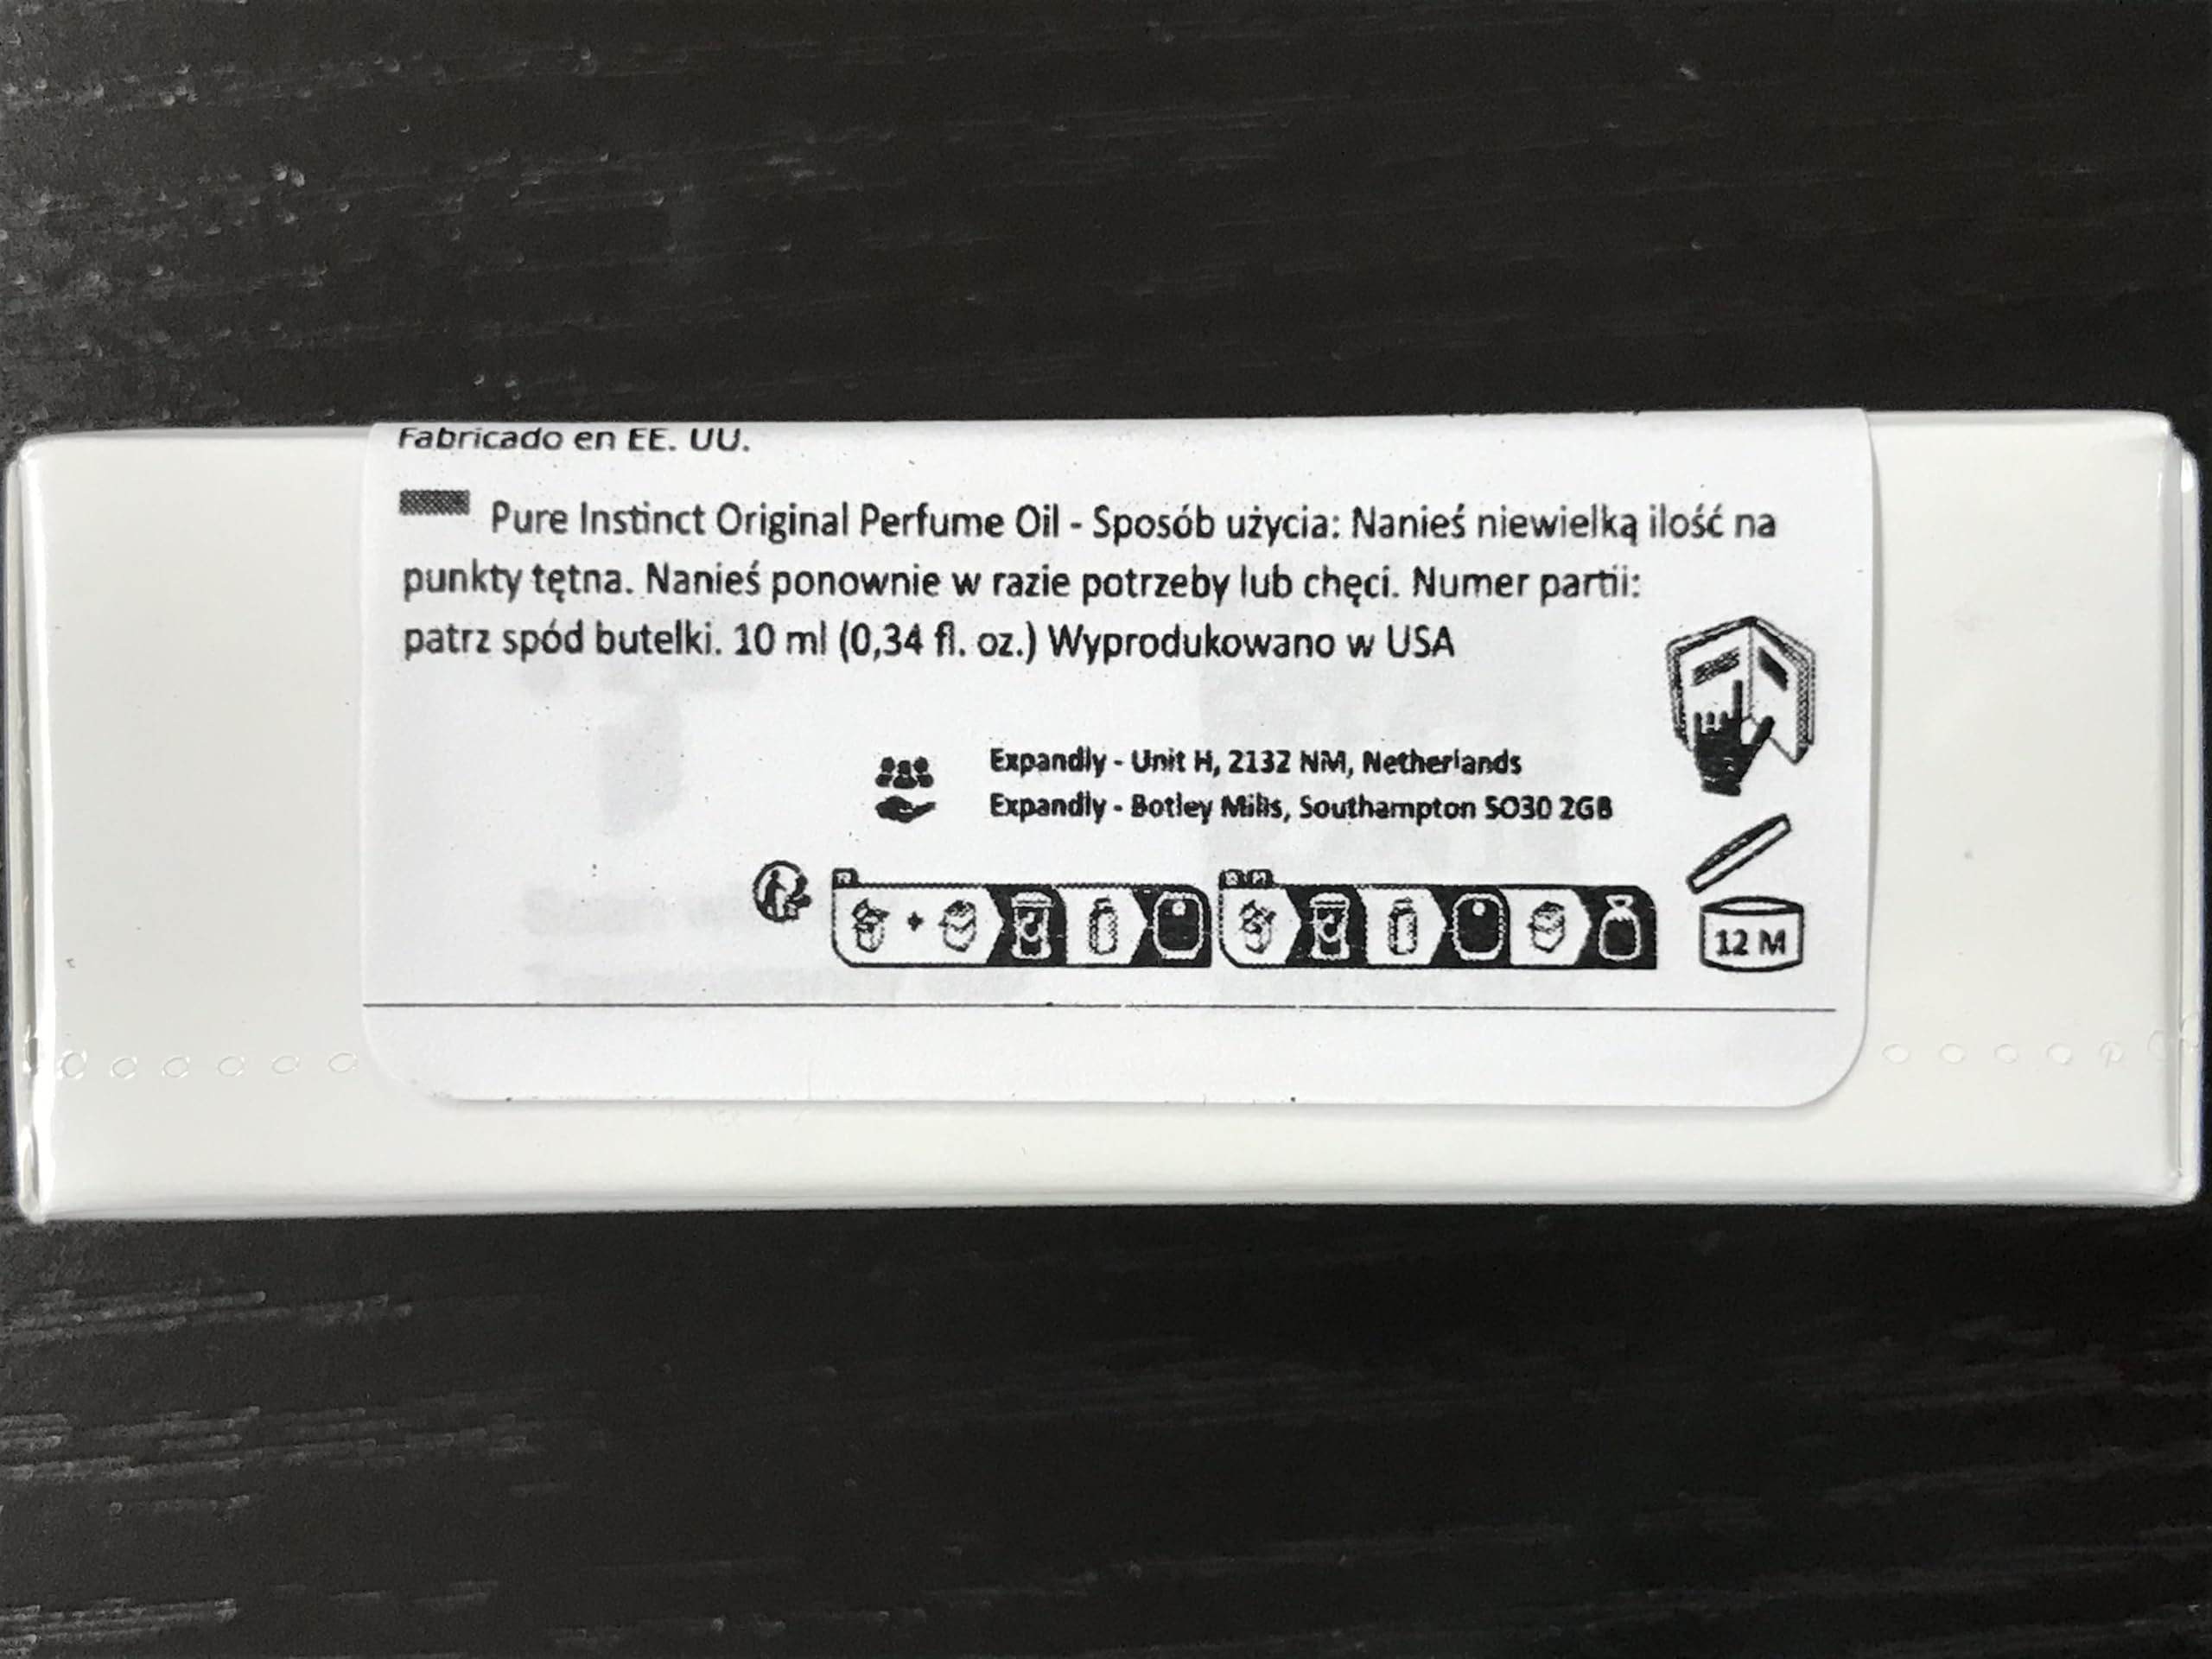 Fabricado en EE. UU.
Pure Instinct Original Perfume Oil - Sposób użycia: Nanieś niewielką ilość na
punkty tętna. Nanieś ponownie w razie potrzeby lub chęci. Numer partii:
patrz spód butelki. 10 ml (0,34 fl. oz.) Wyprodukowano w USA
Expandly - Unit H, 2132 NM, Netherlands
Expandly - Botley Mills, Southampton SO30 2GB
12 M